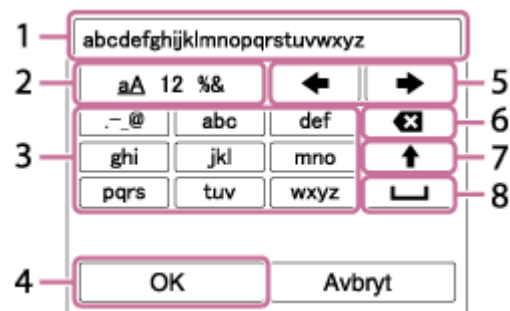 1 abcdefghijklmnopqrstuvwxyz
2 aA 12 %& 5
.-_@ abc def 6
3 ghi jkl mno 7
pqrs tuv wxyz 8
4 OK Avbryt